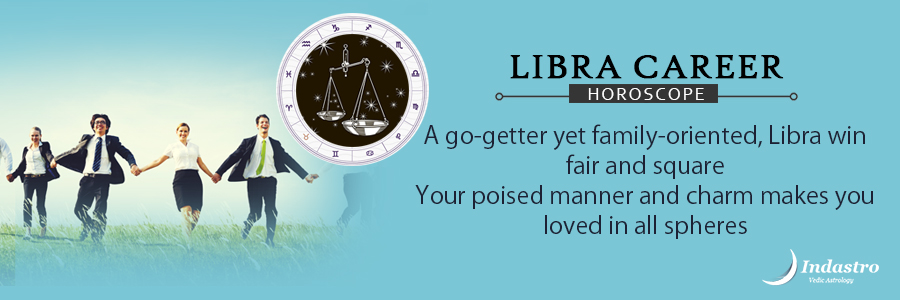 LIBRA CAREER
HOROSCOPE
A go-getter yet family-oriented, Libra win
fair and square
Your poised manner and charm makes you
loved in all spheres
Indastro
Vedic Astrology